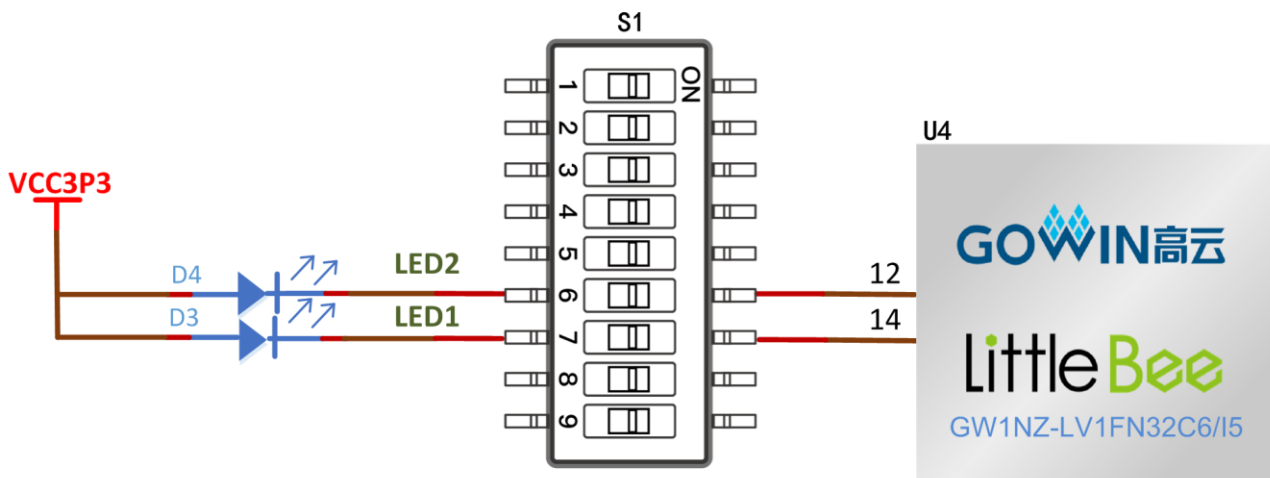 S1
ON
1
2
3
4
5
6
7
8
9
VCC3P3
D4
LED2
D3
LED1
12
14
U4
GOWIN高云
LittleBee
GW1NZ-LV1FN32C6/I5